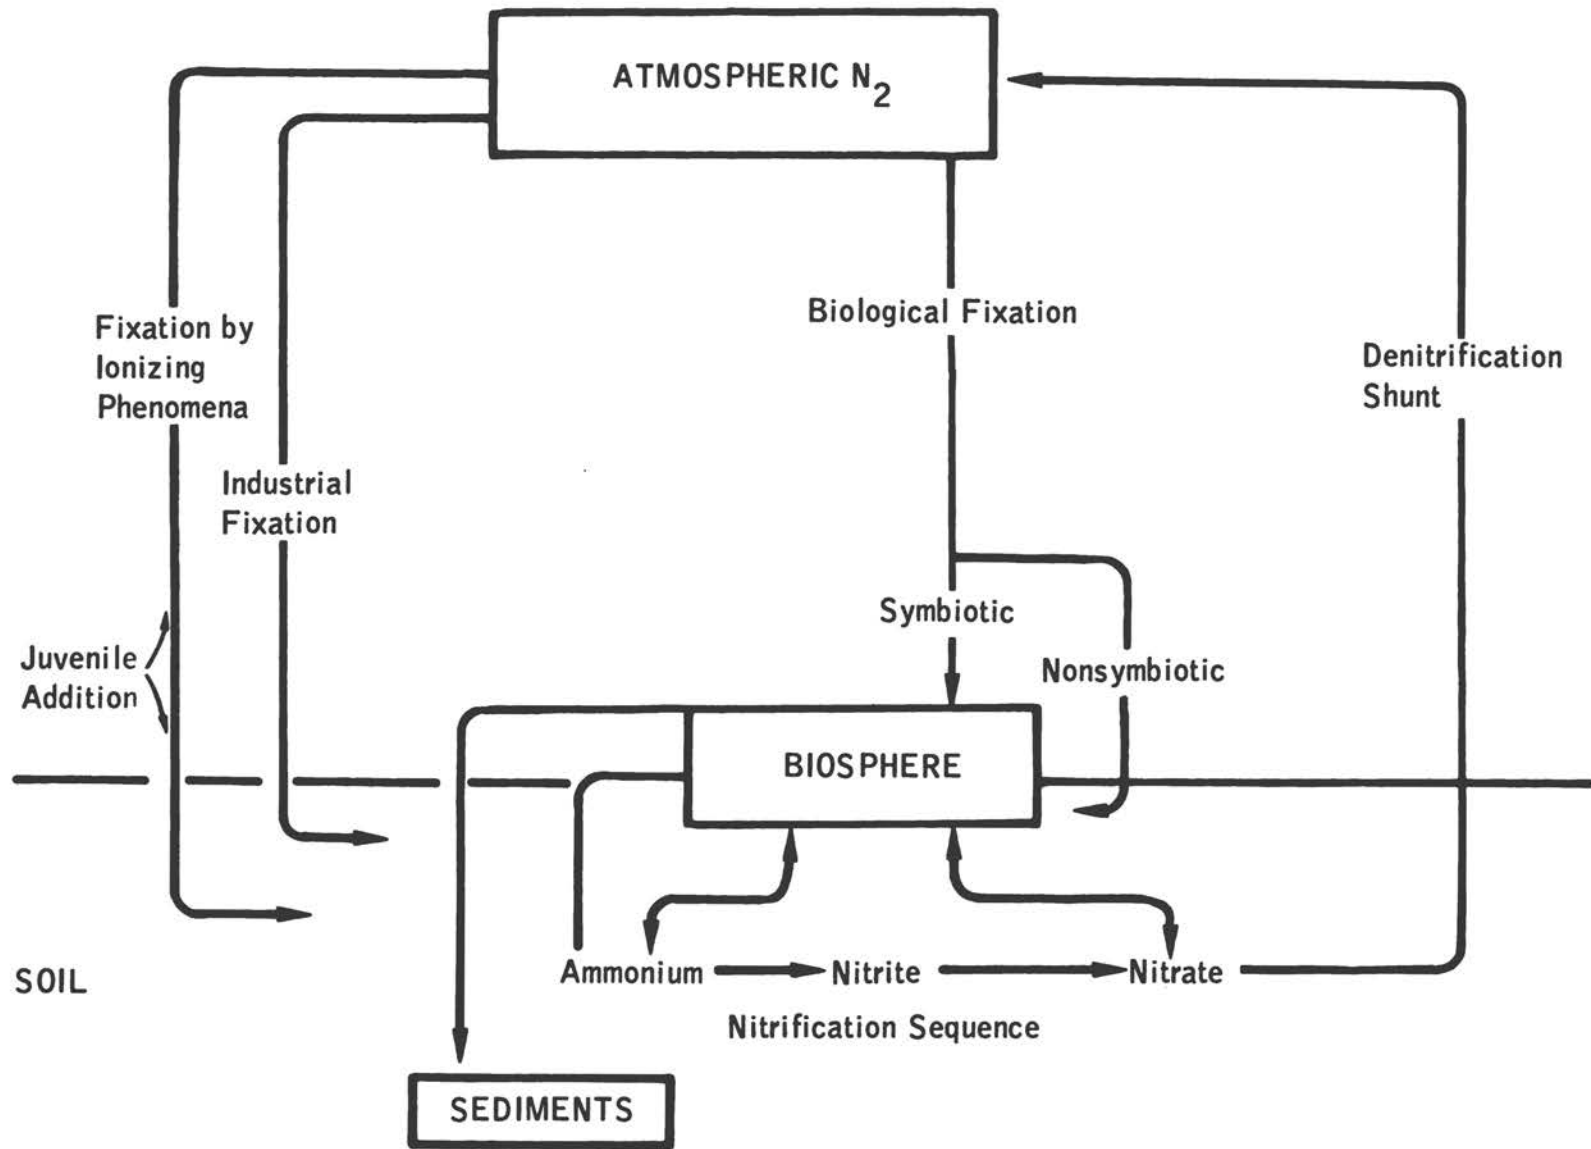 ATMOSPHERIC N2
Biological Fixation
Fixation by
Ionizing
Phenomena
Denitrification
Shunt
Industrial
Fixation
Symbiotic
Juvenile
Addition
Nonsymbiotic
BIOSPHERE
SOIL
Ammonium
Nitrite
Nitrate
Nitrification Sequence
SEDIMENTS